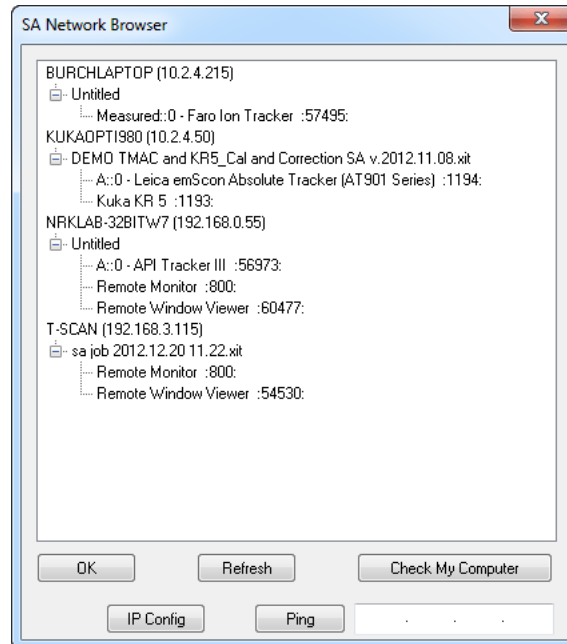 SA Network Browser
BURCHLAPTOP (10.2.4.215)
Untitled
Measured::0 - Faro Ion Tracker :57495:
KUKAOPTI980 (10.2.4.50)
DEMO TMAC and KR5_Cal and Correction SA v.2012.11.08.xit
A::0 - Leica emScon Absolute Tracker (AT901 Series) :1194:
Kuka KR 5 :1193:
NRKLAB-32BITW7 (192.168.0.55)
Untitled
A::0 - API Tracker III :56973:
Remote Monitor :800:
Remote Window Viewer :60477:
T-SCAN (192.168.3.115)
sa job 2012.12.20 11.22.xit
Remote Monitor :800:
Remote Window Viewer :54530:
OK Refresh Check My Computer
IP Config Ping . . .